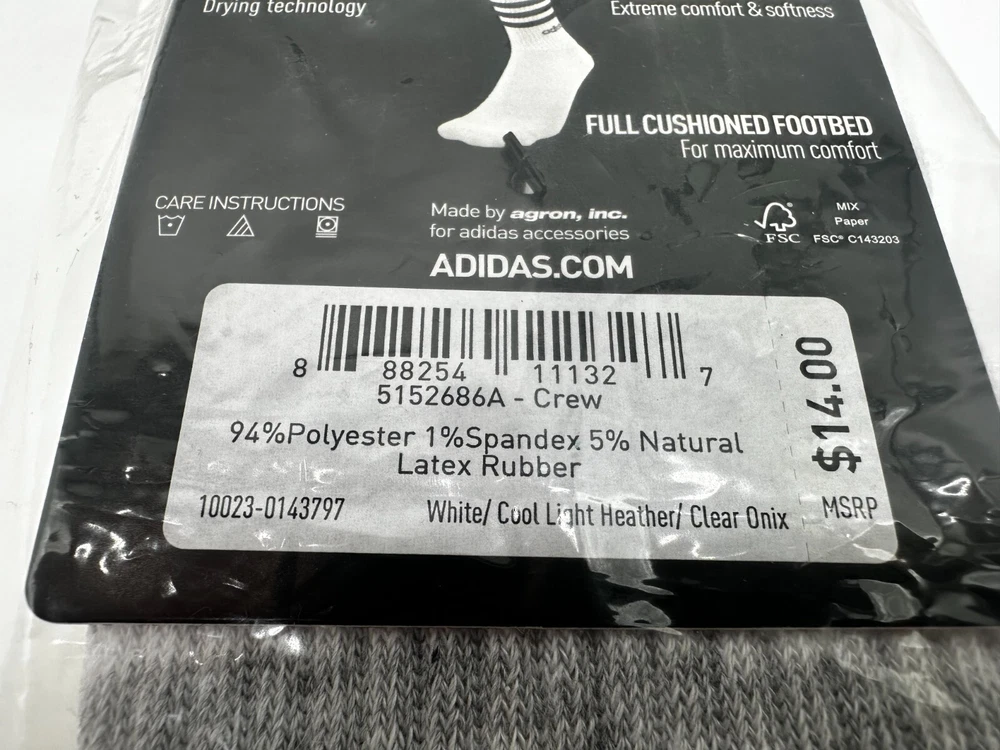 Drying technology
Extreme comfort & softness
FULL CUSHIONED FOOTBED
For maximum comfort
CARE INSTRUCTIONS
Made by agron, inc.
for adidas accessories
ADIDAS.COM
MIX
Paper
FSC
FSC® C143203
8 88254 11132 7
5152686A - Crew
94%Polyester 1%Spandex 5% Natural
Latex Rubber
10023-0143797
White/ Cool Light Heather/ Clear Onix
$14.00
MSRP